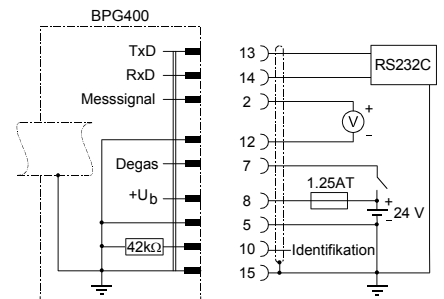 BPG400
TxD
RxD
Messsignal
Degas
+Ub
42kΩ
13
14
2
12
7
8
5
10
15
RS232C
+
V
−
1.25AT
+
−
24 V
Identifikation